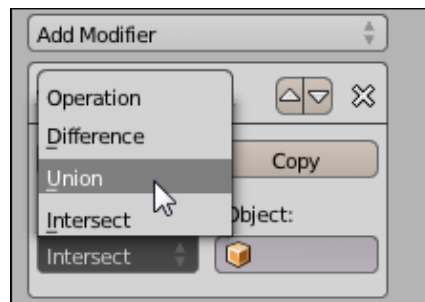 Add Modifier
Operation
Difference
Union
Copy
Intersect
Object:
Intersect